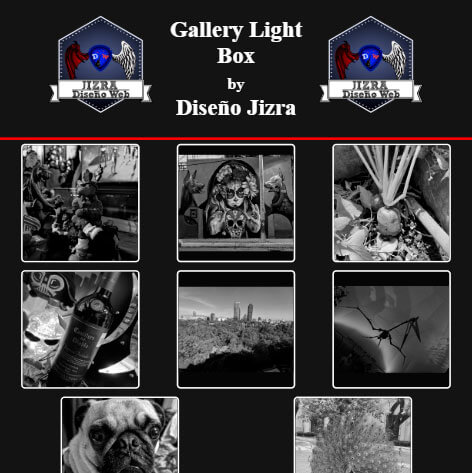 JIZRA
Diseño Web
Gallery Light
Box
by
Diseño Jizra
JIZRA
Diseño Web